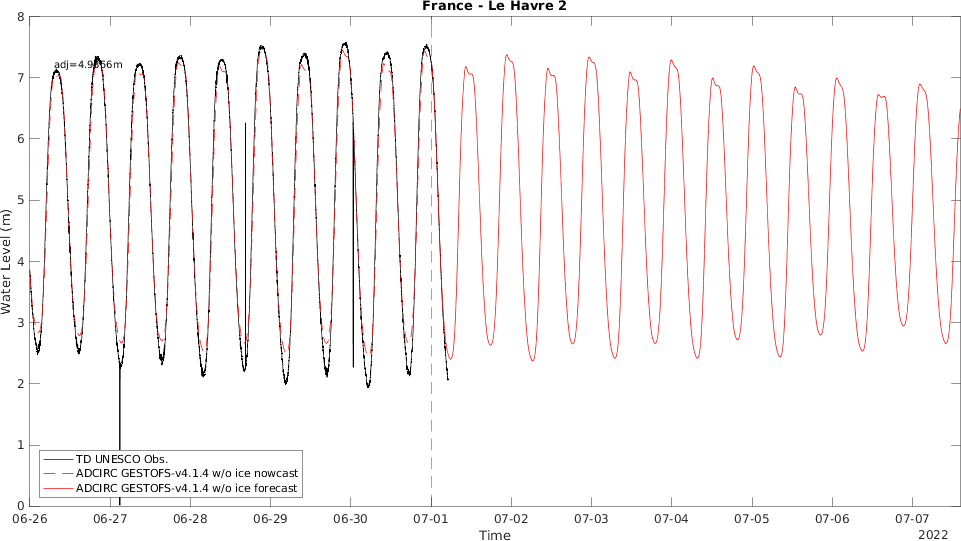 France - Le Havre 2
8
7
6
5
4
3
2
1
0
Water Level (m)
TD UNESCO Obs.
ADCIRC GESTOFS-v4.1.4 w/o ice nowcast
ADCIRC GESTOFS-v4.1.4 w/o ice forecast
06-26 06-27 06-28 06-29 06-30 07-01 07-02 07-03 07-04 07-05 07-06 07-07
Time
2022